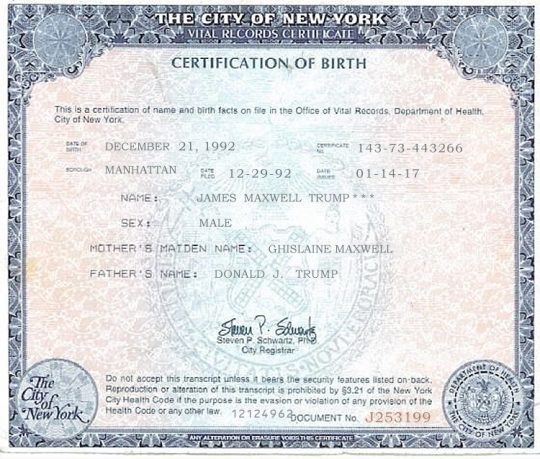 THE CITY OF NEW YORK
VITAL RECORDS CERTIFICATE
CERTIFICATION OF BIRTH
This is a certification of name and birth facts on file in the Office of Vital Records, Department of Health,
City of New York.
DATE OF BIRTH DECEMBER 21, 1992 CERTIFICATE NO. 143-73-443266
BOROUGH MANHATTAN DATE FILED 12-29-92 DATE ISSUED 01-14-17
NAME: JAMES MAXWELL TRUMP***
SEX: MALE
MOTHER'S MAIDEN NAME: GHISLAINE MAXWELL
FATHER'S NAME: DONALD J. TRUMP
Steven P. Schwartz
Steven P. Schwartz, PH.D
City Registrar
The City of New York
Do not accept this transcript unless it bears the security features listed on back.
Reproduction or alteration of this transcript is prohibited by §3.21 of the New York
City Health Code if the purpose is the evasion or violation of any provision of the
Health Code or any other law. 12124962 DOCUMENT No. J253199
DEPARTMENT OF HEALTH
CITY OF NEW YORK
ANY ALTERATION OR ERASURE VOIDS THIS CERTIFICATE